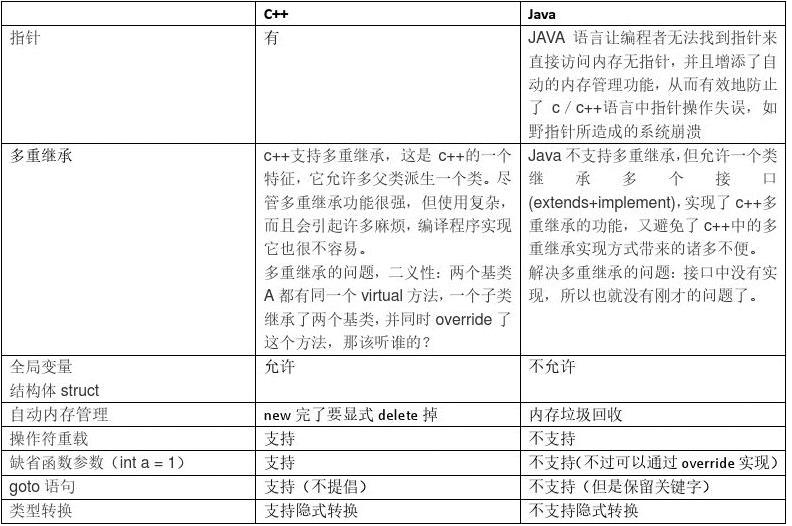 C++ Java
指针 有 JAVA 语言让编程者无法找到指针来
直接访问内存无指针，并且增添了自
动的内存管理功能，从而有效地防止
了 c／c++语言中指针操作失误，如
野指针所造成的系统崩溃
多重继承
c++支持多重继承，这是 c++的一个
特征，它允许多父类派生一个类。尽
管多重继承功能很强，但使用复杂，
而且会引起许多麻烦，编译程序实现
它也很不容易。
多重继承的问题，二义性：两个基类
A 都有同一个 virtual 方法，一个子类
继承了两个基类，并同时 override 了
这个方法，那该听谁的？
Java 不支持多重继承，但允许一个类
继承多个接口
(extends+implement)，实现了 c++多
重继承的功能，又避免了 c++中的多
重继承实现方式带来的诸多不便。
解决多重继承的问题：接口中没有实
现，所以也就没有刚才的问题了。
全局变量 允许 不允许
结构体 struct
自动内存管理 new 完了要显式 delete 掉 内存垃圾回收
操作符重载 支持 不支持
缺省函数参数（int a = 1） 支持 不支持（不过可以通过 override 实现）
goto 语句 支持（不提倡） 不支持（但是保留关键字）
类型转换 支持隐式转换 不支持隐式转换